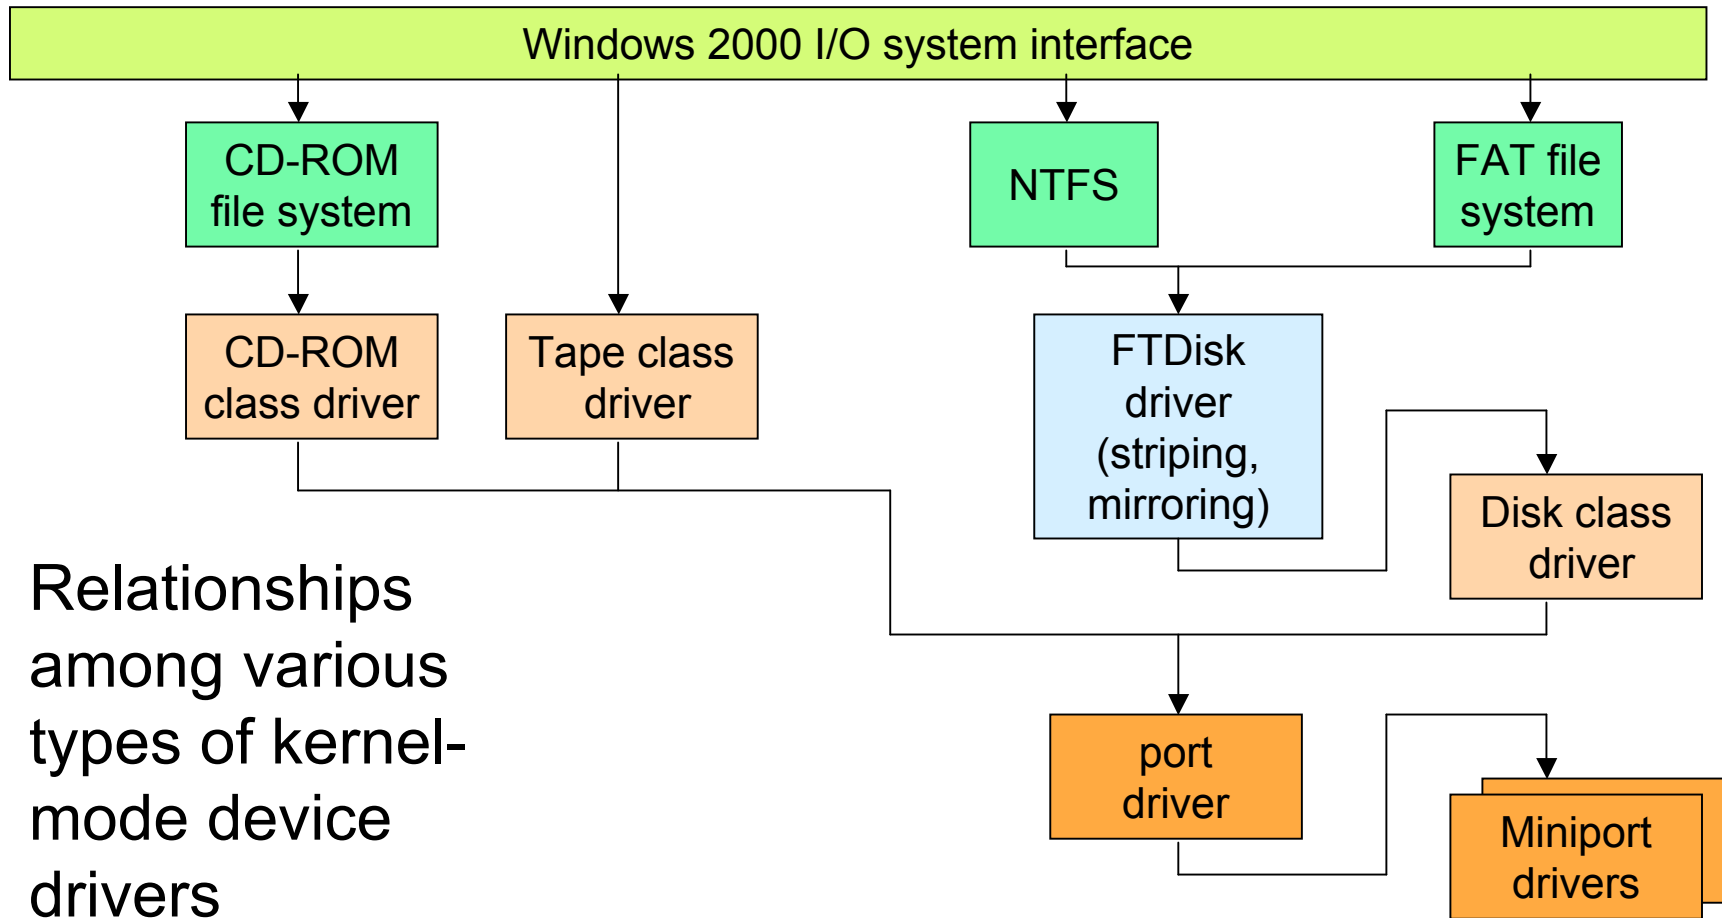 Windows 2000 I/O system interface
CD-ROM
file system
NTFS
FAT file
system
CD-ROM
class driver
Tape class
driver
FTDisk
driver
(striping,
mirroring)
Disk class
driver
Relationships
among various
types of kernel-
mode device
drivers
port
driver
Miniport
drivers